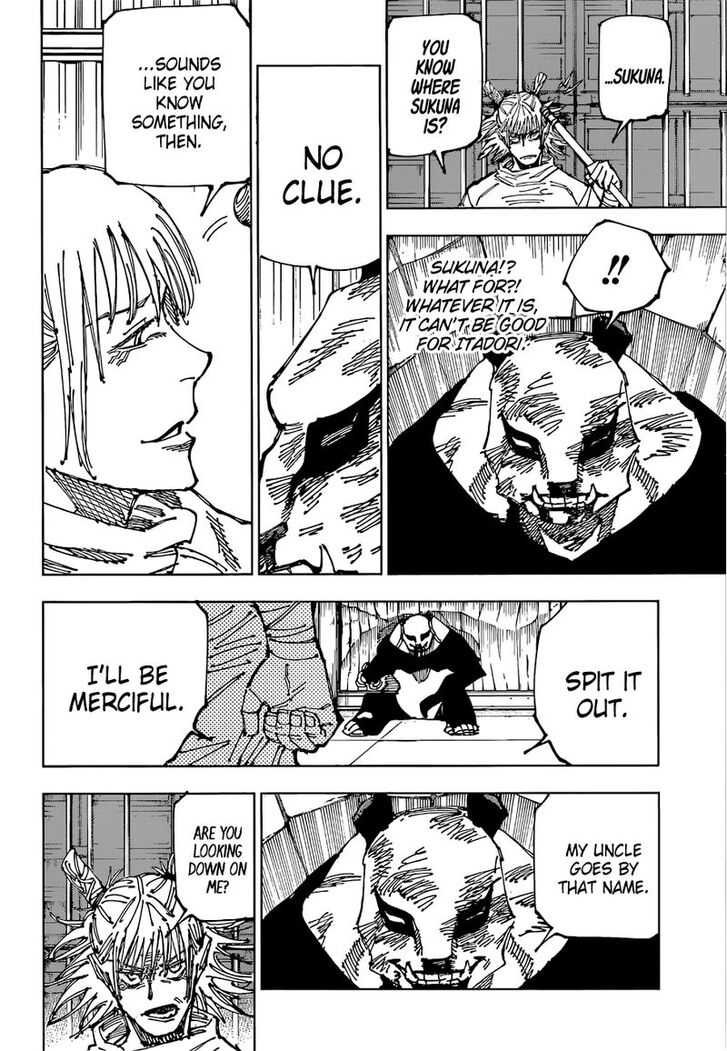 ...SUKUNA.
YOU
KNOW
WHERE
SUKUNA
IS?
!!
SUKUNA!?
WHAT FOR?!
WHATEVER IT IS,
IT CAN'T BE GOOD
FOR ITADORI.
NO
CLUE.
...SOUNDS
LIKE YOU
KNOW
SOMETHING,
THEN.
SPIT IT
OUT.
I'LL BE
MERCIFUL.
MY UNCLE
GOES BY
THAT NAME.
ARE YOU
LOOKING
DOWN ON
ME?